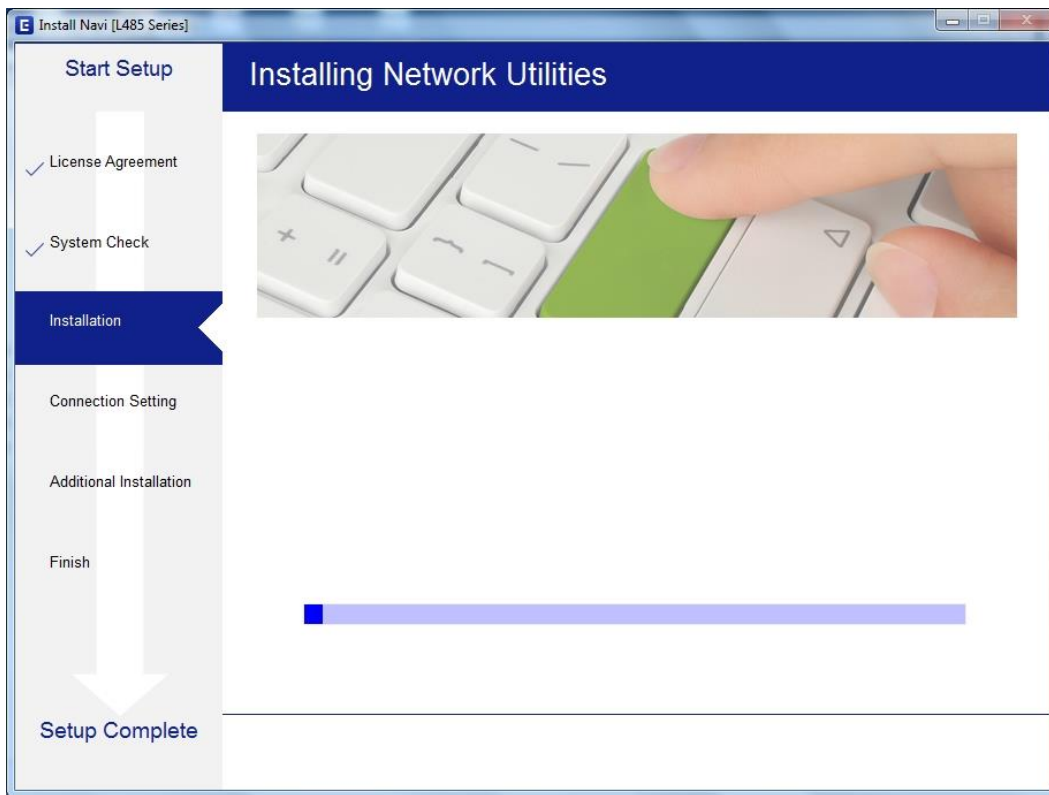 Install Navi [L485 Series]
Start Setup
License Agreement
System Check
Installation
Connection Setting
Additional Installation
Finish
Setup Complete
Installing Network Utilities